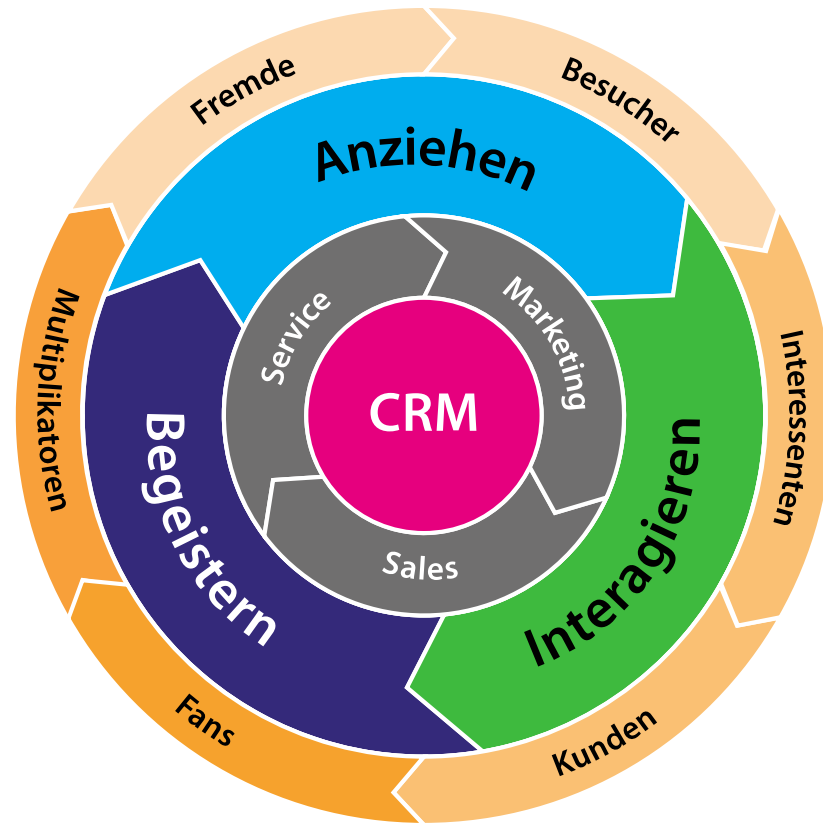 Fremde
Besucher
Anziehen
Service
Marketing
Multiplikatoren
Interessenten
CRM
Begeistern
Interagieren
Sales
Fans
Kunden